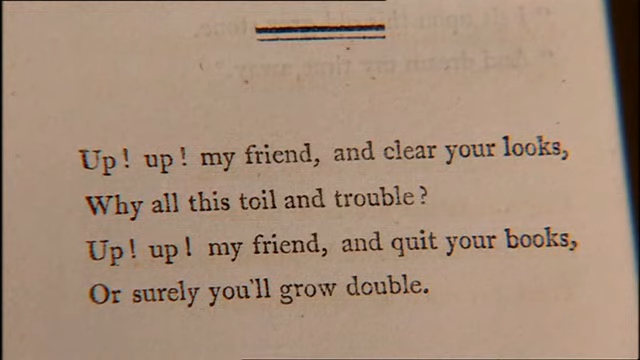 Up! up! my friend, and clear your looks,
Why all this toil and trouble?
Up! up! my friend, and quit your books,
Or surely you'll grow double.